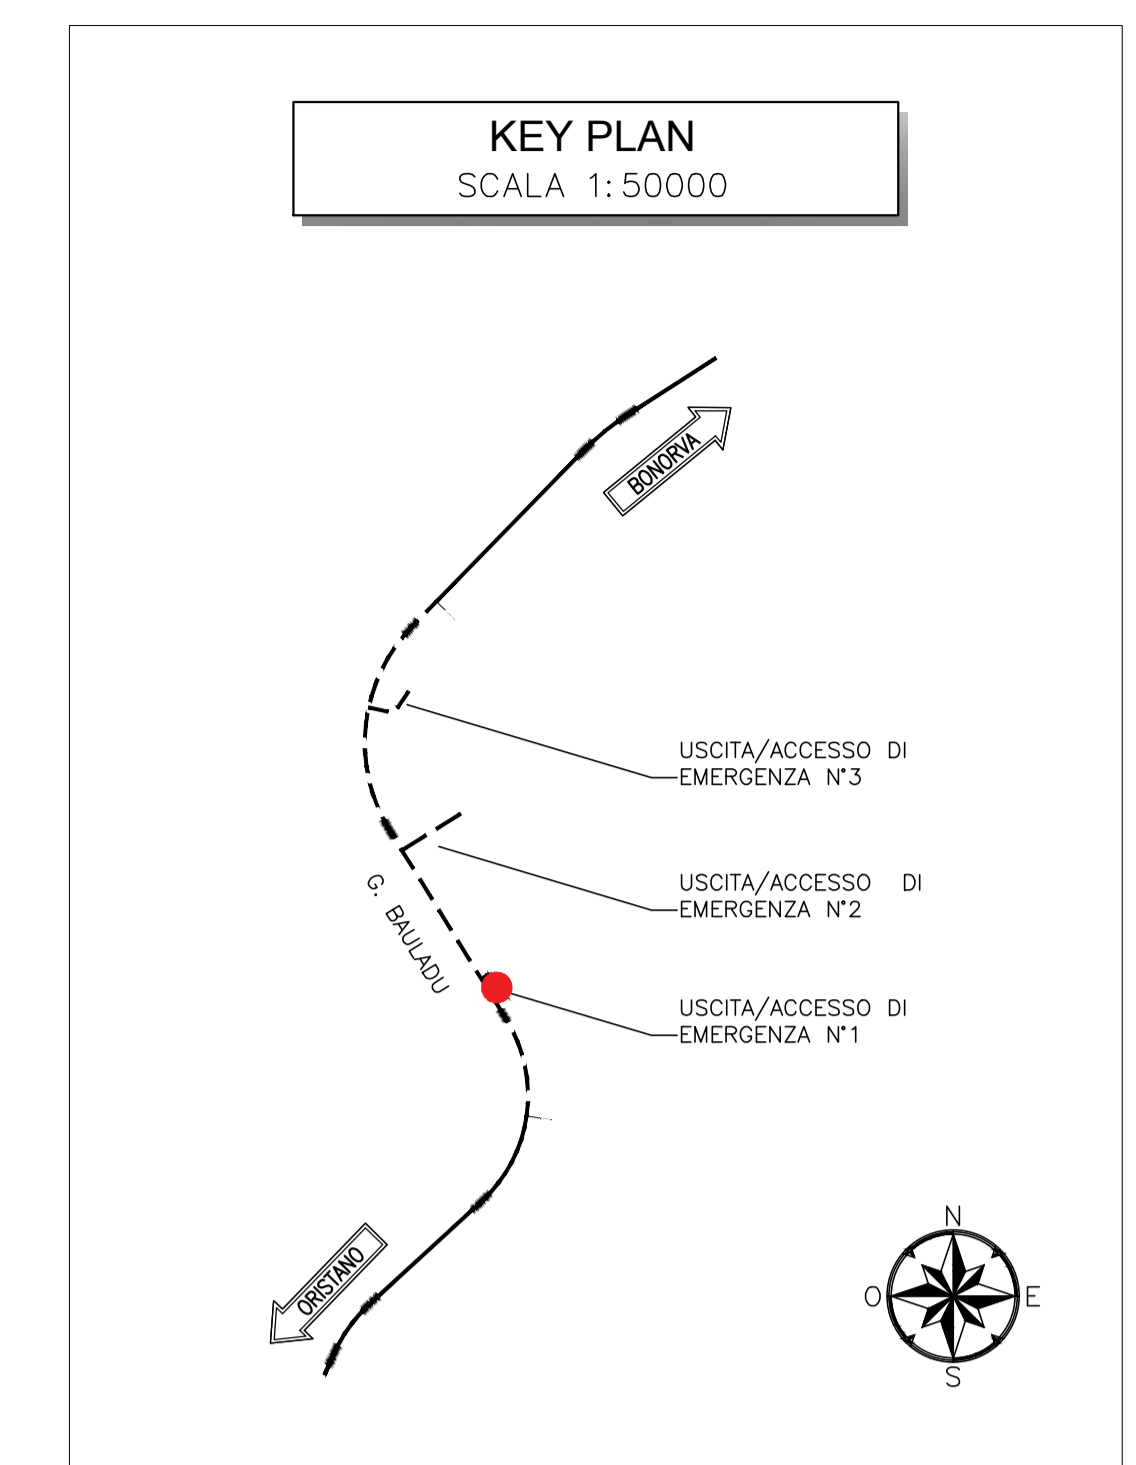 KEY PLAN
SCALA 1:50000
BONORVA
USCITA/ACCESSO DI
EMERGENZA N°3
USCITA/ACCESSO DI
EMERGENZA N°2
G. BAULADU
USCITA/ACCESSO DI
EMERGENZA N°1
ORISTANO
N
O
E
S